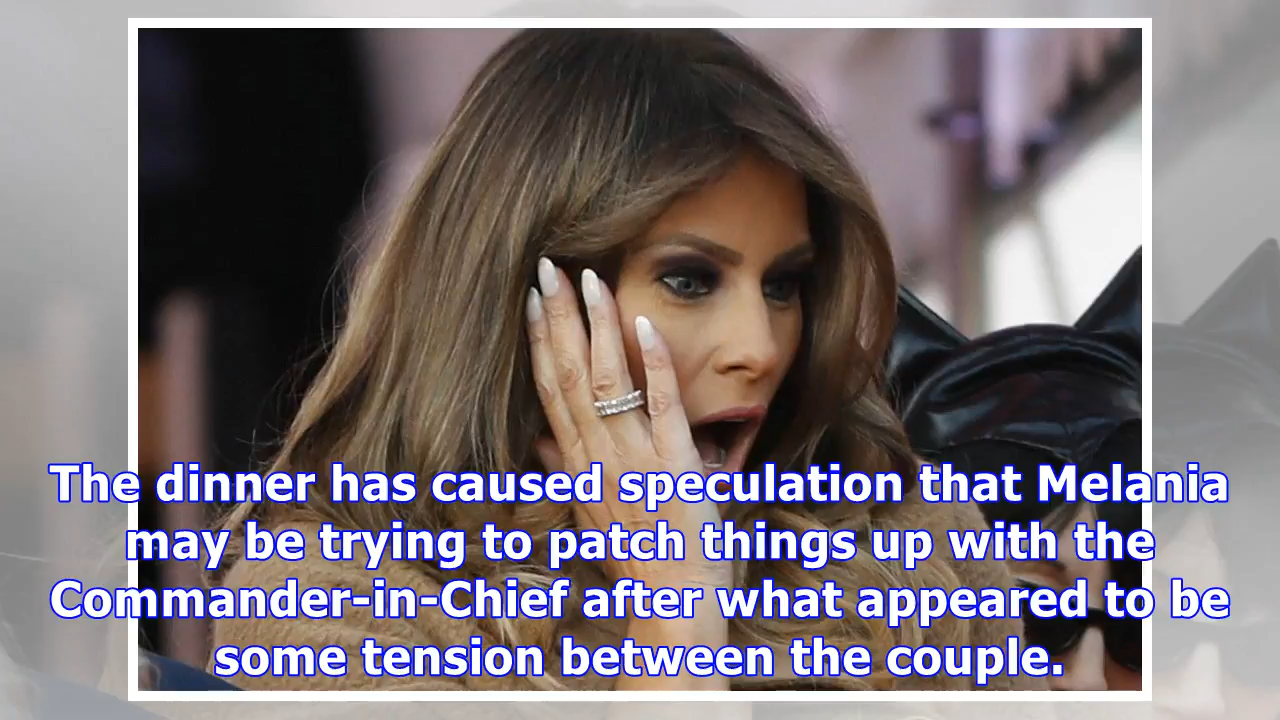 The dinner has caused speculation that Melania
may be trying to patch things up with the
Commander-in-Chief after what appeared to be
some tension between the couple.